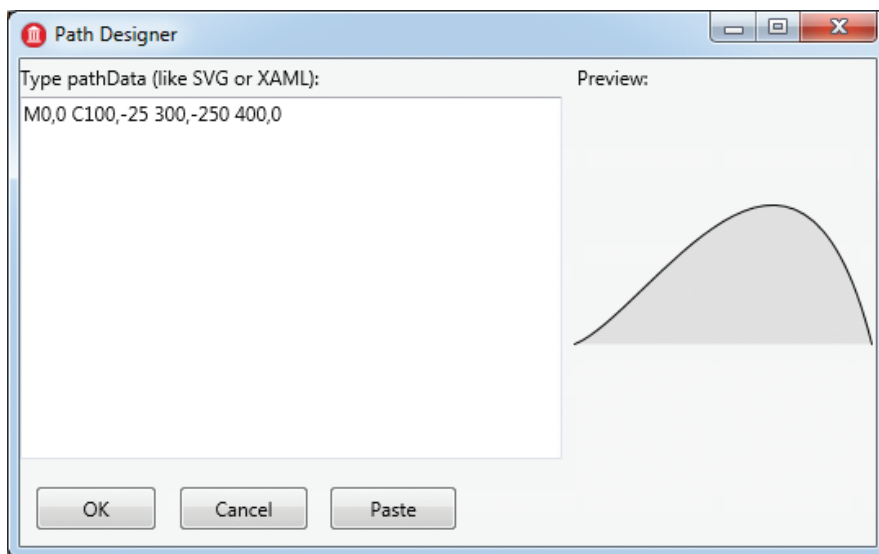 Path Designer
Type pathData (like SVG or XAML):
Preview:
M0,0 C100,-25 300,-250 400,0
OK
Cancel
Paste